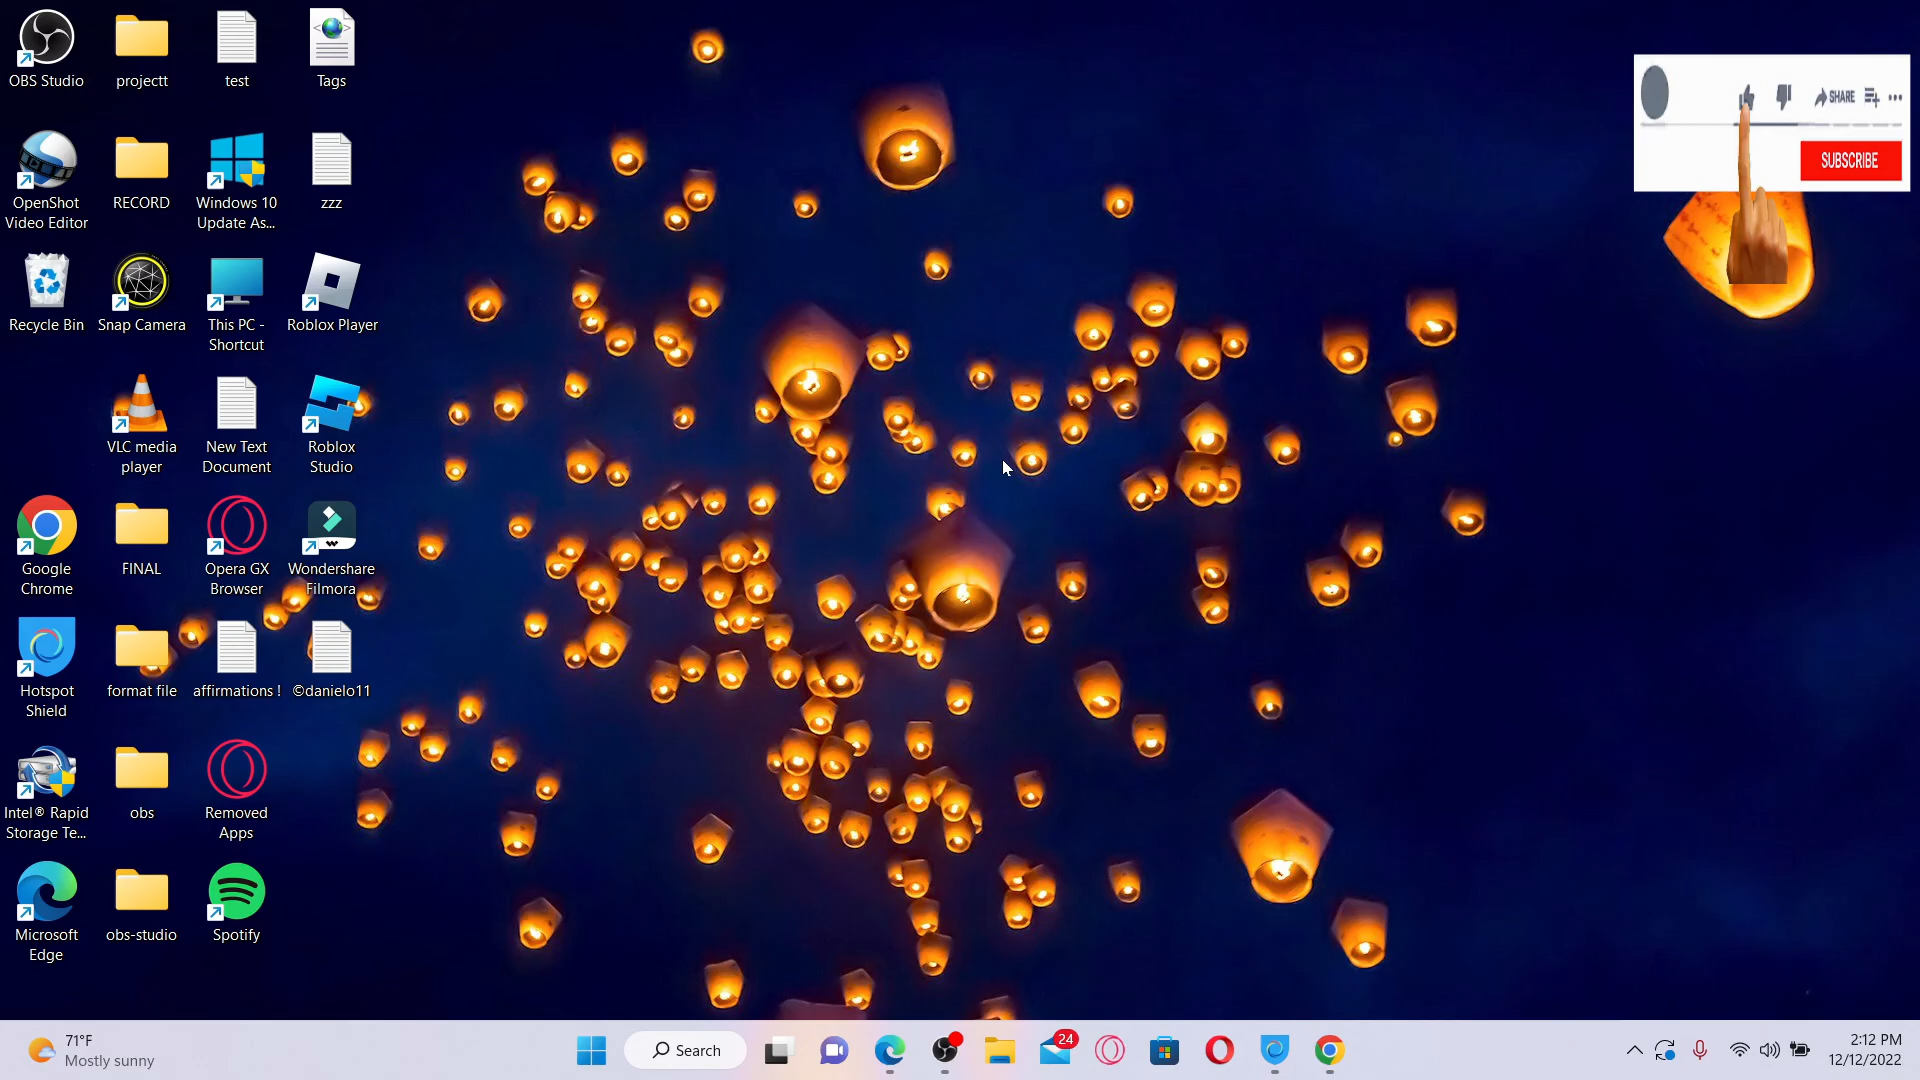 OBS Studio
projectt
test
Tags
OpenShot
Video Editor
RECORD
Windows 10
Update As...
zzz
Recycle Bin
Snap Camera
This PC -
Shortcut
Roblox Player
VLC media
player
New Text
Document
Roblox
Studio
Google
Chrome
FINAL
Opera GX
Browser
Wondershare
Filmora
Hotspot
Shield
format file
affirmations !
©danielo11
Intel® Rapid
Storage Te...
obs
Removed
Apps
Microsoft
Edge
obs-studio
Spotify
SHARE
SUBSCRIBE
71°F
Mostly sunny
Search
24
2:12 PM
12/12/2022